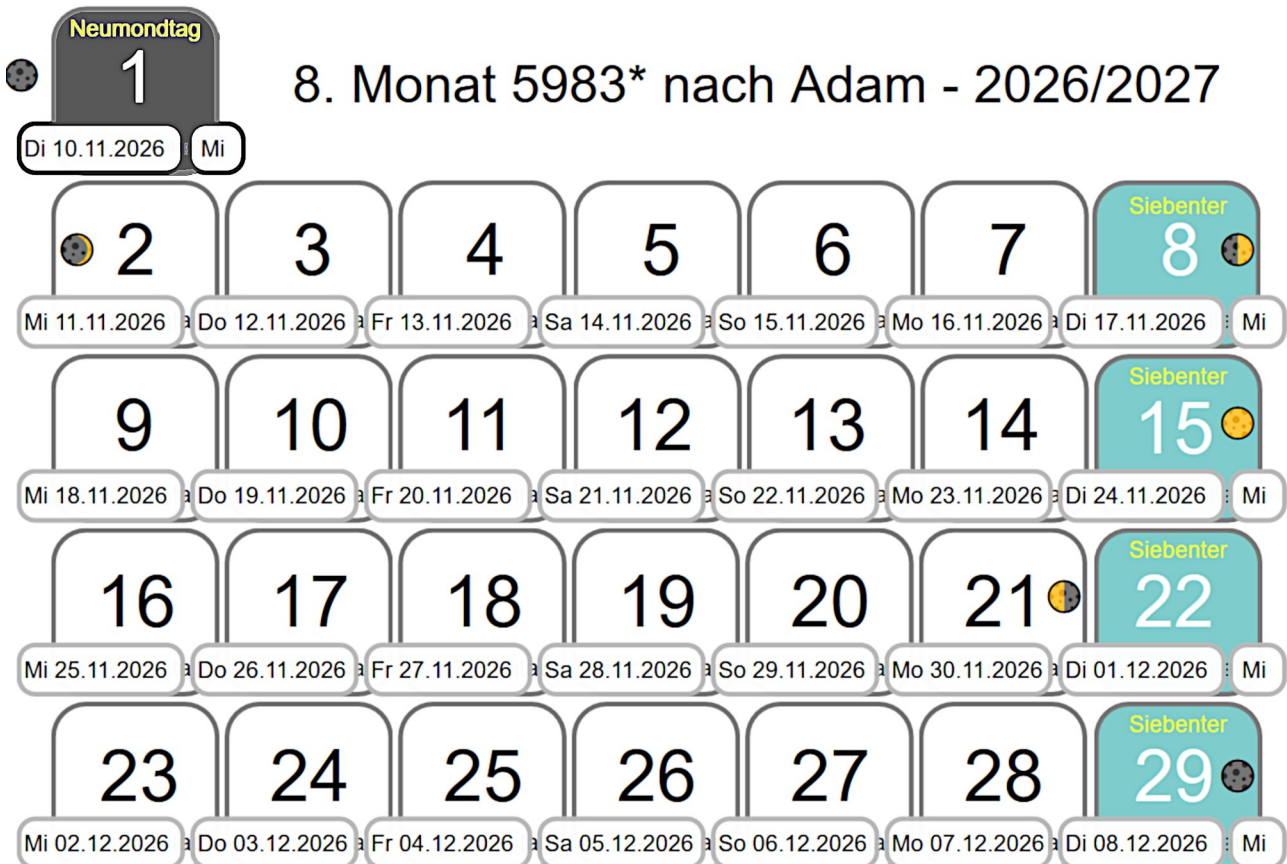 Neumondtag
1
8. Monat 5983* nach Adam - 2026/2027
Di 10.11.2026 Mi
Siebenter
2 3 4 5 6 7 8
Mi 11.11.2026 Do 12.11.2026 Fr 13.11.2026 Sa 14.11.2026 So 15.11.2026 Mo 16.11.2026 Di 17.11.2026 Mi
Siebenter
9 10 11 12 13 14 15
Mi 18.11.2026 Do 19.11.2026 Fr 20.11.2026 Sa 21.11.2026 So 22.11.2026 Mo 23.11.2026 Di 24.11.2026 Mi
Siebenter
16 17 18 19 20 21 22
Mi 25.11.2026 Do 26.11.2026 Fr 27.11.2026 Sa 28.11.2026 So 29.11.2026 Mo 30.11.2026 Di 01.12.2026 Mi
Siebenter
23 24 25 26 27 28 29
Mi 02.12.2026 Do 03.12.2026 Fr 04.12.2026 Sa 05.12.2026 So 06.12.2026 Mo 07.12.2026 Di 08.12.2026 Mi